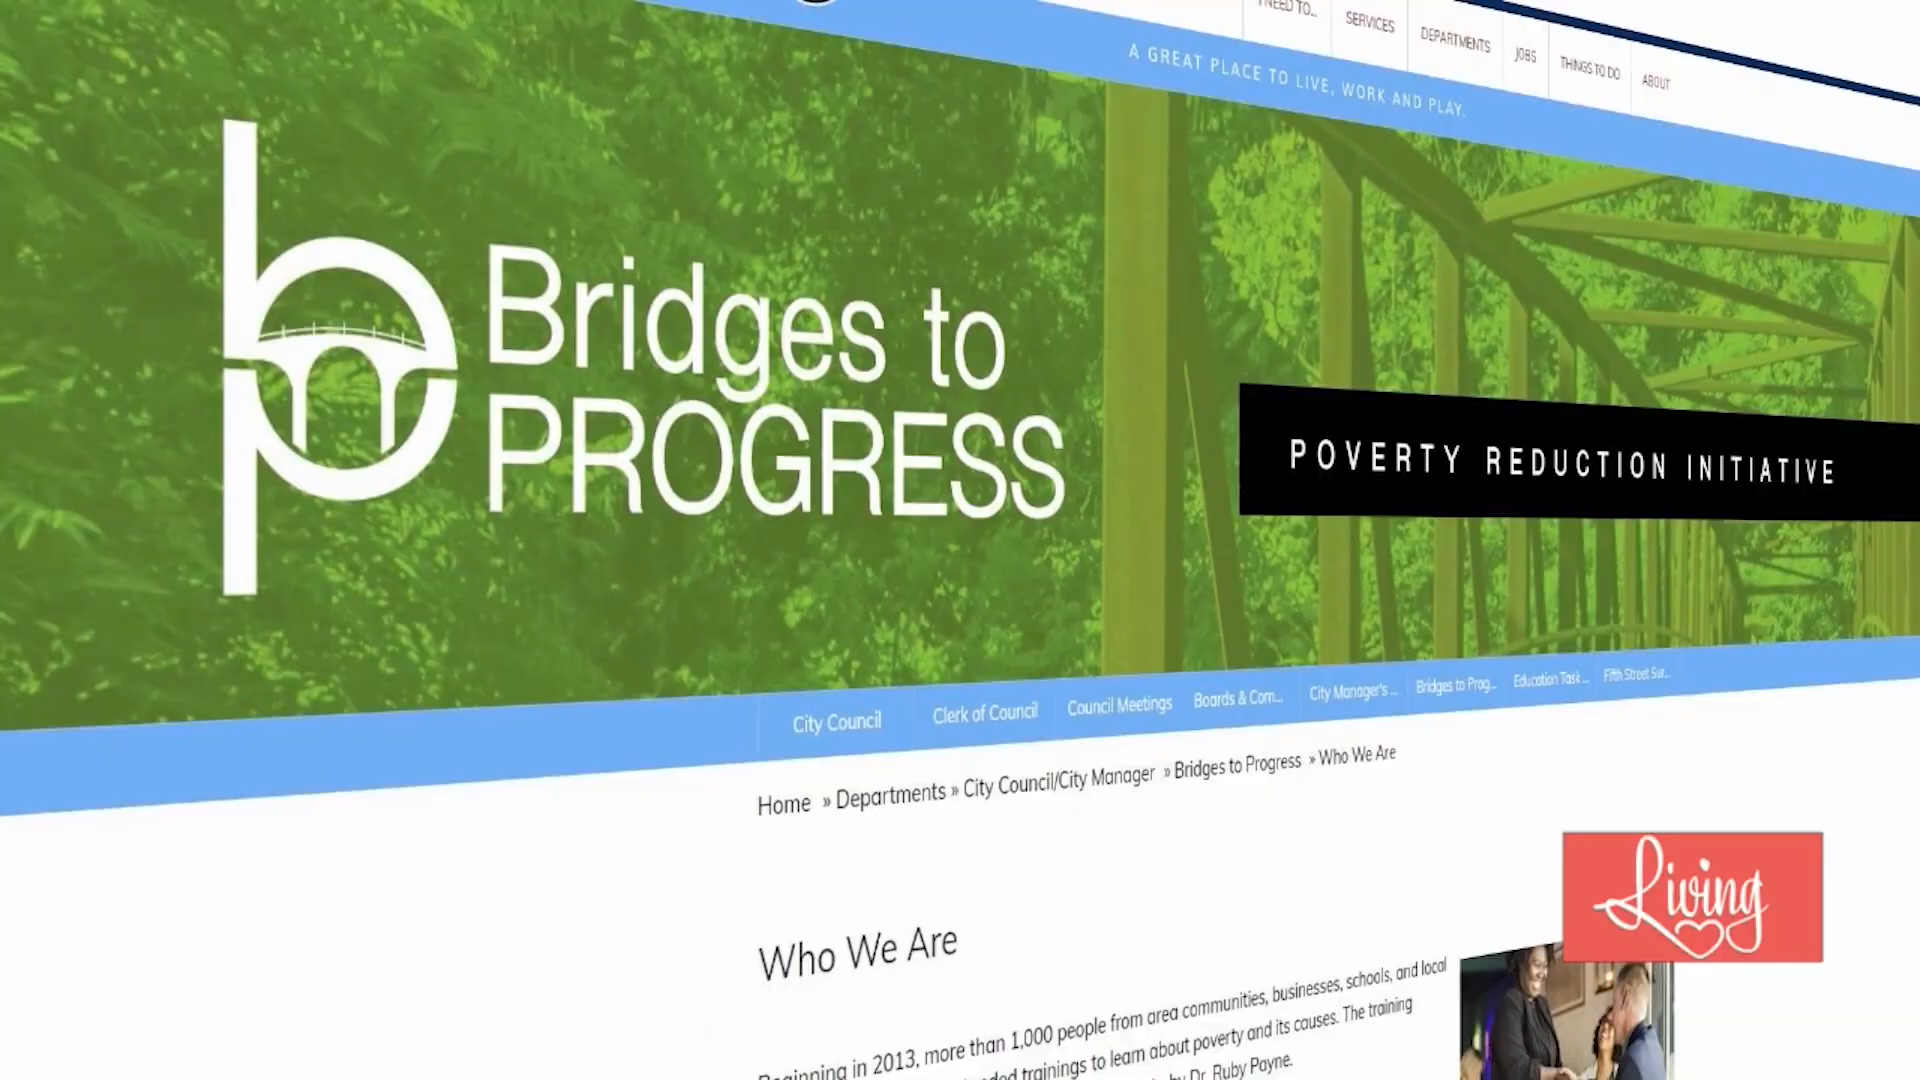 I NEED TO...
SERVICES
DEPARTMENTS
JOBS
THINGS TO DO
ABOUT
A GREAT PLACE TO LIVE, WORK AND PLAY.
Bridges to
PROGRESS
POVERTY REDUCTION INITIATIVE
City Council
Clerk of Council
Council Meetings
Boards & Com...
City Manager's ...
Bridges to Prog...
Education Task ...
Fifth Street Sur...
Home » Departments » City Council/City Manager » Bridges to Progress » Who We Are
Living
Who We Are
Beginning in 2013, more than 1,000 people from area communities, businesses, schools, and local
trainings to learn about poverty and its causes. The training
by Dr. Ruby Payne.